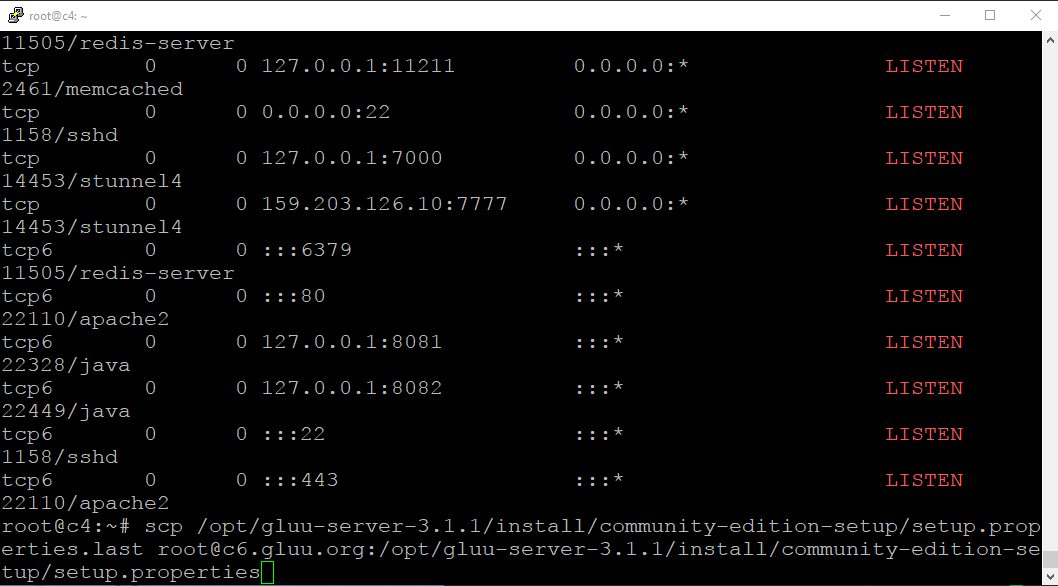 root@c4: ~
11505/redis-server
tcp 0 0 127.0.0.1:11211 0.0.0.0:* LISTEN
2461/memcached
tcp 0 0 0.0.0.0:22 0.0.0.0:* LISTEN
1158/sshd
tcp 0 0 127.0.0.1:7000 0.0.0.0:* LISTEN
14453/stunnel4
tcp 0 0 159.203.126.10:7777 0.0.0.0:* LISTEN
14453/stunnel4
tcp6 0 0 :::6379 :::* LISTEN
11505/redis-server
tcp6 0 0 :::80 :::* LISTEN
22110/apache2
tcp6 0 0 127.0.0.1:8081 :::* LISTEN
22328/java
tcp6 0 0 127.0.0.1:8082 :::* LISTEN
22449/java
tcp6 0 0 :::22 :::* LISTEN
1158/sshd
tcp6 0 0 :::443 :::* LISTEN
22110/apache2
root@c4:~# scp /opt/gluu-server-3.1.1/install/community-edition-setup/setup.prop
erties.last root@c6.gluu.org:/opt/gluu-server-3.1.1/install/community-edition-se
tup/setup.properties